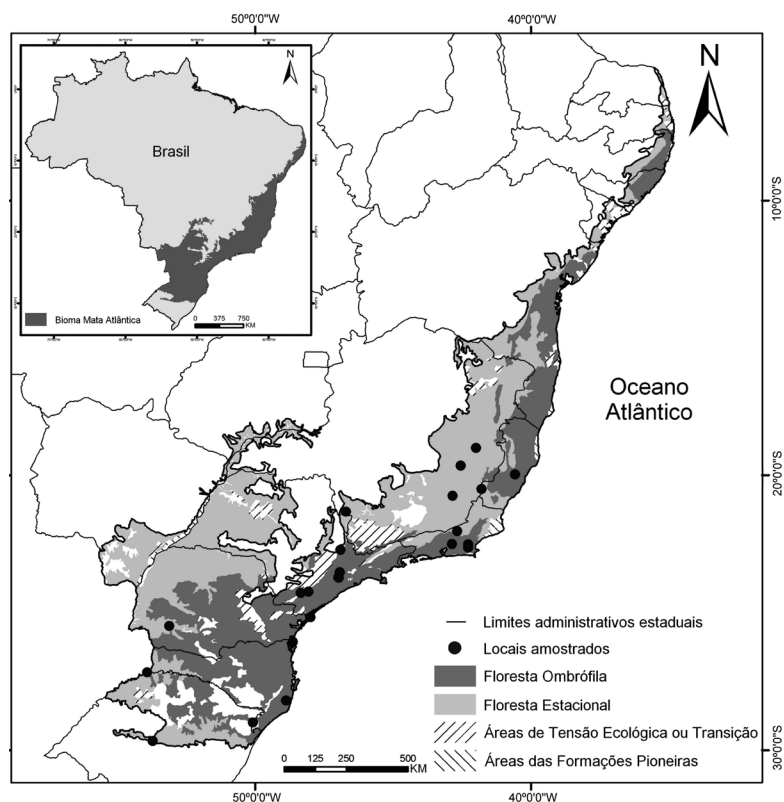 50°0'0"W 40°0'0"W
N
Brasil
Bioma Mata Atlântica
0 375 750
KM
N
10°0'0"S
Oceano
Atlântico
20°0'0"S
Limites administrativos estaduais
Locais amostrados
Floresta Ombrófila
Floresta Estacional
Áreas de Tensão Ecológica ou Transição
Áreas das Formações Pioneiras
0 125 250 500
KM
30°0'0"S
50°0'0"W 40°0'0"W